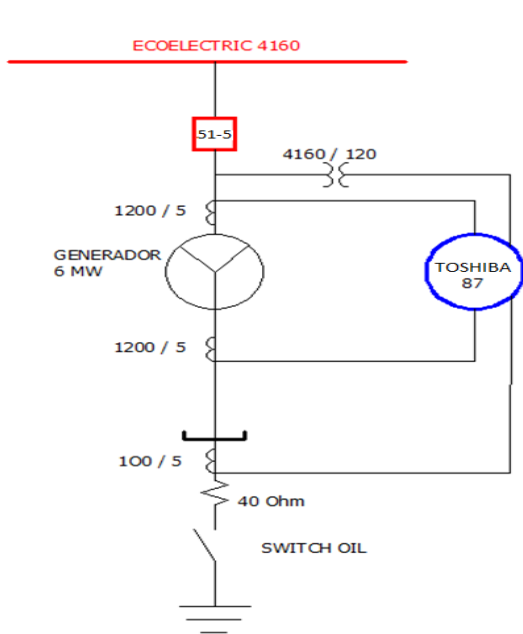 ECOELECTRIC 4160
51-5
4160 / 120
1200 / 5
GENERADOR
6 MW
TOSHIBA
87
1200 / 5
100 / 5
40 Ohm
SWITCH OIL